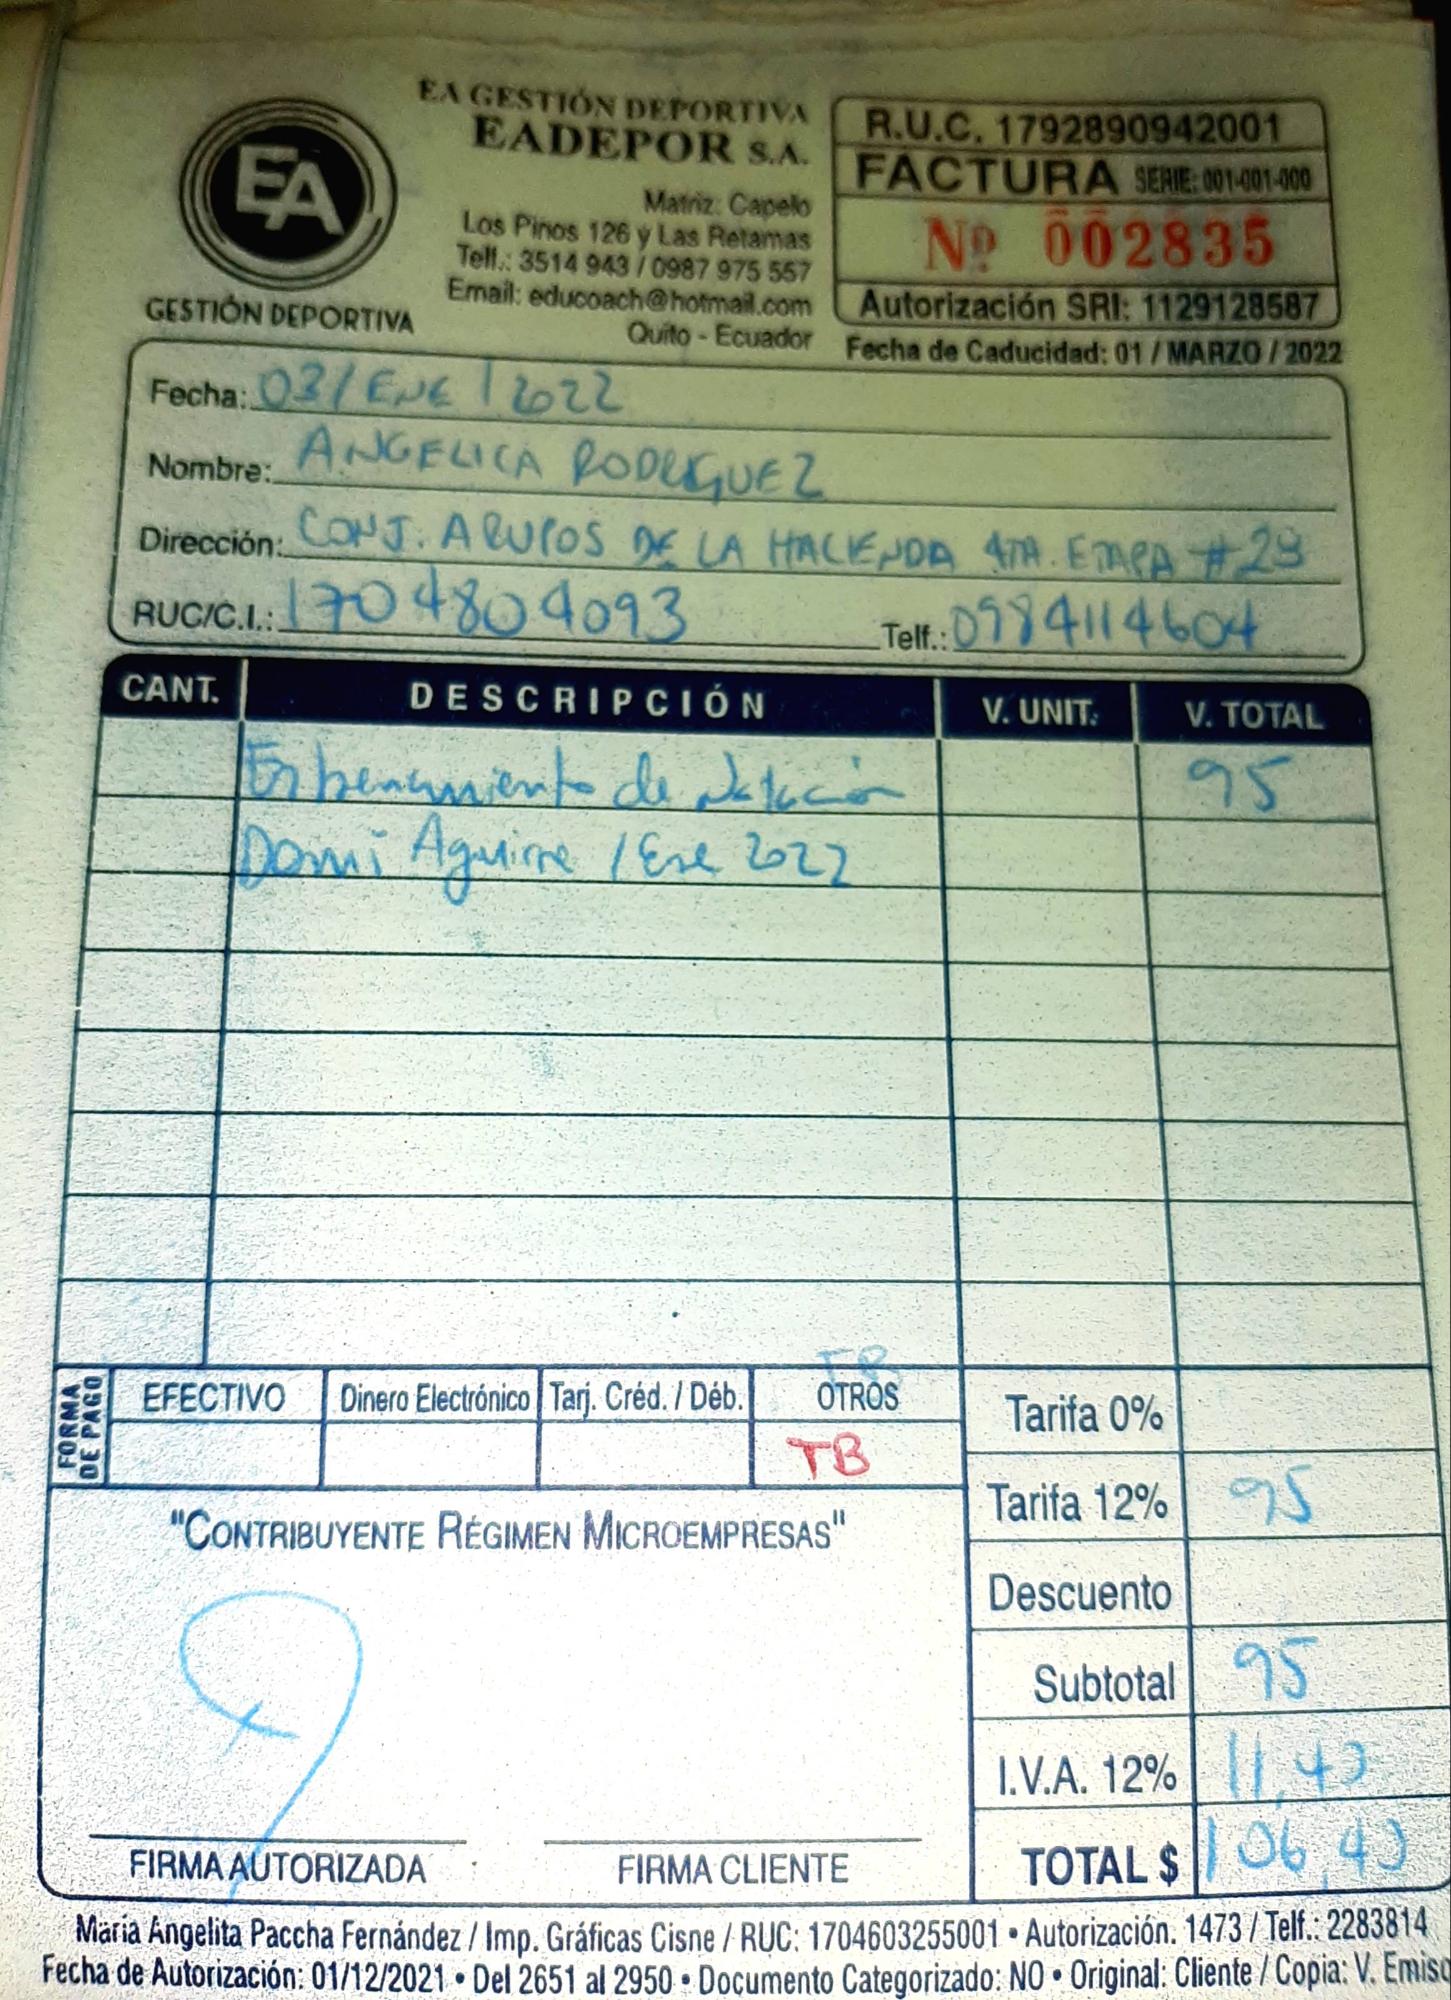 EA
GESTIÓN DEPORTIVA
EA GESTIÓN DEPORTIVA
EADEPOR S.A.
Matriz: Capelo
Los Pinos 126 y Las Retamas
Telf.: 3514 943 / 0987 975 557
Email: educoach@hotmail.com
Quito - Ecuador
R.U.C. 1792890942001
FACTURA SERIE: 001-001-000
Nº 002835
Autorización SRI: 1129128587
Fecha de Caducidad: 01 / MARZO / 2022
Fecha: 03/ENE/2022
Nombre: ANGELICA RODRIGUEZ
Dirección: CONJ. ARUPOS DE LA HACIENDA 4TA. ETAPA #29
RUC/C.I.: 1704804093 Telf.: 0984114604
CANT. DESCRIPCIÓN V. UNIT. V. TOTAL
Entrenamiento de Natación 95
Domi Aguirre / Ene 2022
FORMA DE PAGO
EFECTIVO Dinero Electrónico Tarj. Créd. / Déb. OTROS
TB
TB
Tarifa 0%
Tarifa 12% 95
Descuento
Subtotal 95
I.V.A. 12% 11,40
TOTAL $ 106,40
"CONTRIBUYENTE RÉGIMEN MICROEMPRESAS"
FIRMA AUTORIZADA FIRMA CLIENTE
María Angelita Paccha Fernández / Imp. Gráficas Cisne / RUC: 1704603255001 • Autorización. 1473 / Telf.: 2283814
Fecha de Autorización: 01/12/2021 • Del 2651 al 2950 • Documento Categorizado: NO • Original: Cliente / Copia: V. Emiso